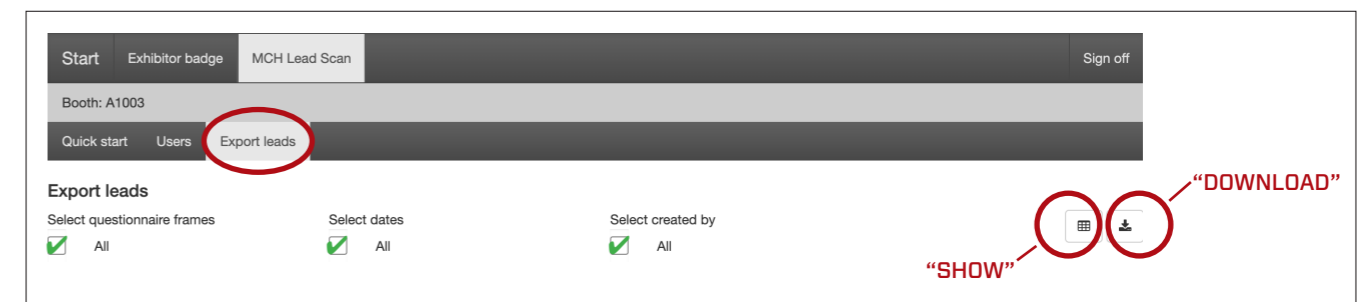 Start Exhibitor badge MCH Lead Scan Sign off
Booth: A1003
Quick start Users Export leads
Export leads
"DOWNLOAD"
Select questionnaire frames Select dates Select created by
All All All
"SHOW"